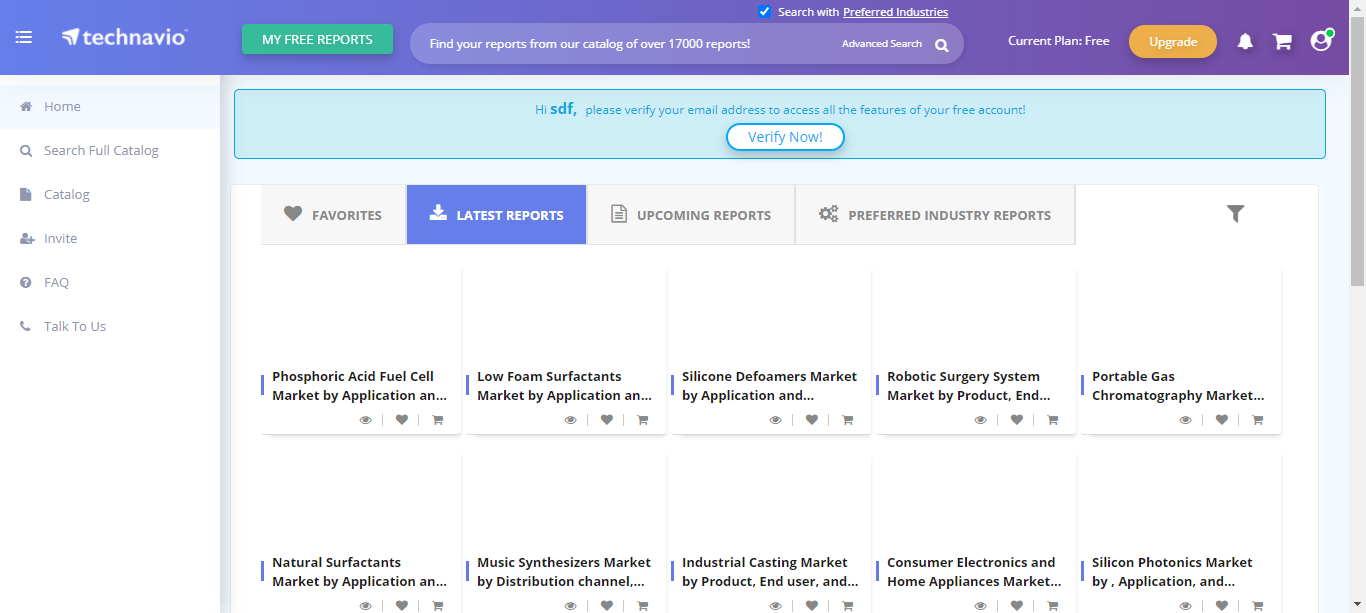 Search with Preferred Industries
technavio
MY FREE REPORTS
Find your reports from our catalog of over 17000 reports!
Advanced Search
Current Plan: Free
Upgrade
Home
Search Full Catalog
Catalog
Invite
FAQ
Talk To Us
Hi sdf, please verify your email address to access all the features of your free account!
Verify Now!
FAVORITES
LATEST REPORTS
UPCOMING REPORTS
PREFERRED INDUSTRY REPORTS
Phosphoric Acid Fuel Cell
Market by Application an...
Low Foam Surfactants
Market by Application an...
Silicone Defoamers Market
by Application and...
Robotic Surgery System
Market by Product, End...
Portable Gas
Chromatography Market...
Natural Surfactants
Market by Application an...
Music Synthesizers Market
by Distribution channel,...
Industrial Casting Market
by Product, End user, and...
Consumer Electronics and
Home Appliances Market...
Silicon Photonics Market
by , Application, and...